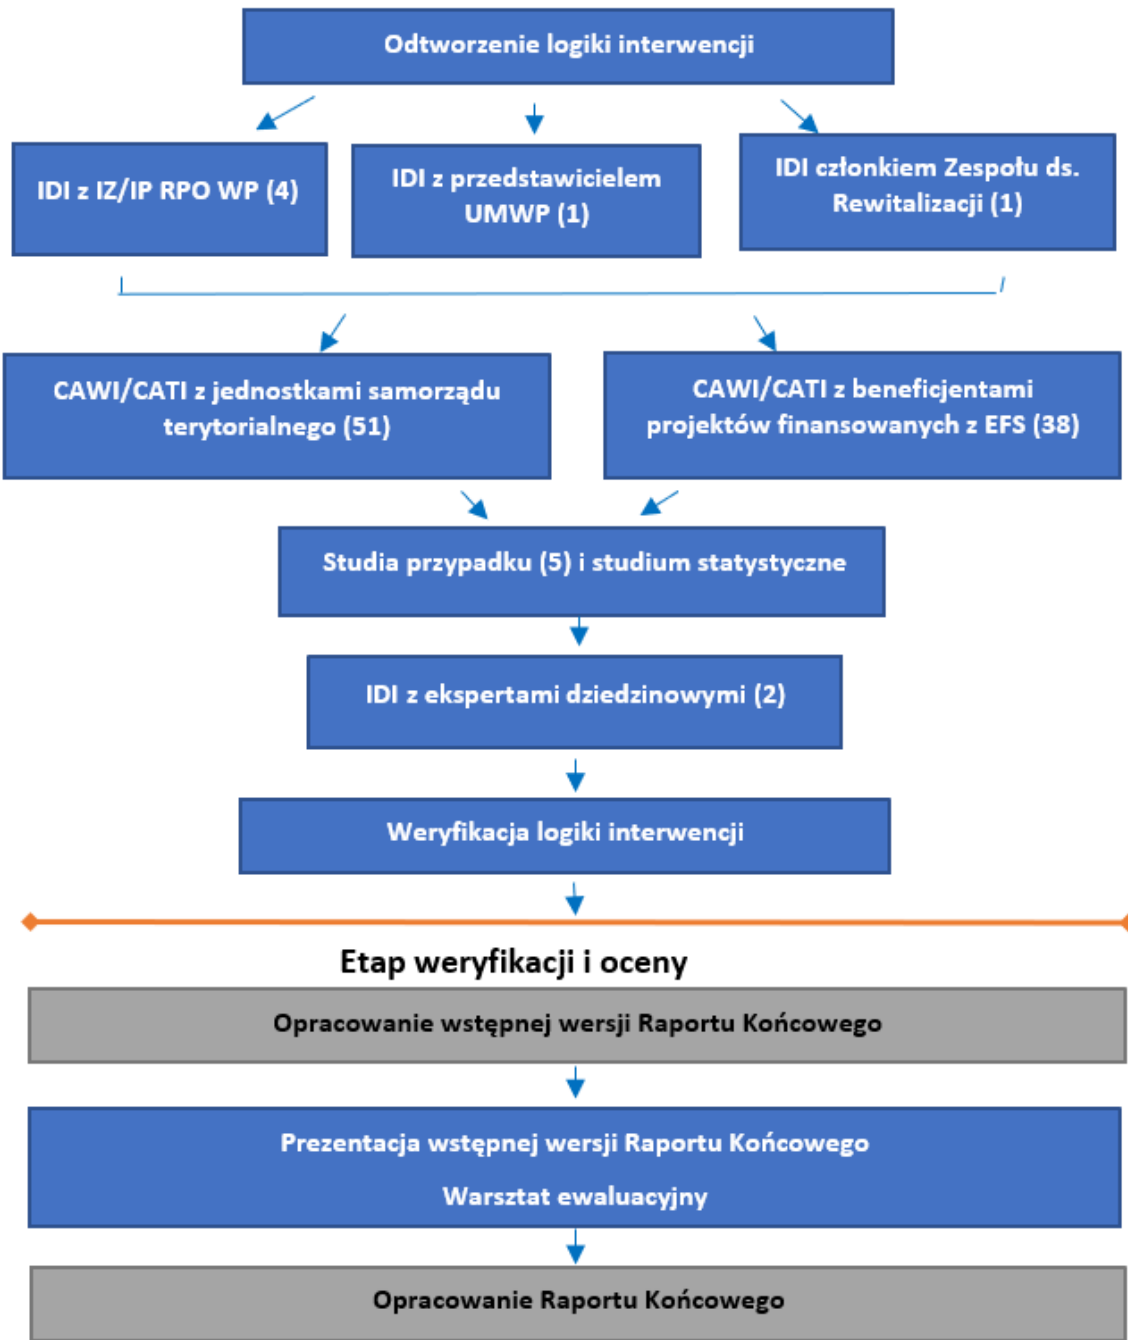 Odtworzenie logiki interwencji
IDI z IZ/IP RPO WP (4)
IDI z przedstawicielem
UMWP (1)
IDI członkiem Zespołu ds.
Rewitalizacji (1)
CAWI/CATI z jednostkami samorządu
terytorialnego (51)
CAWI/CATI z beneficjentami
projektów finansowanych z EFS (38)
Studia przypadku (5) i studium statystyczne
IDI z ekspertami dziedzinowymi (2)
Weryfikacja logiki interwencji
Etap weryfikacji i oceny
Opracowanie wstępnej wersji Raportu Końcowego
Prezentacja wstępnej wersji Raportu Końcowego
Warsztat ewaluacyjny
Opracowanie Raportu Końcowego